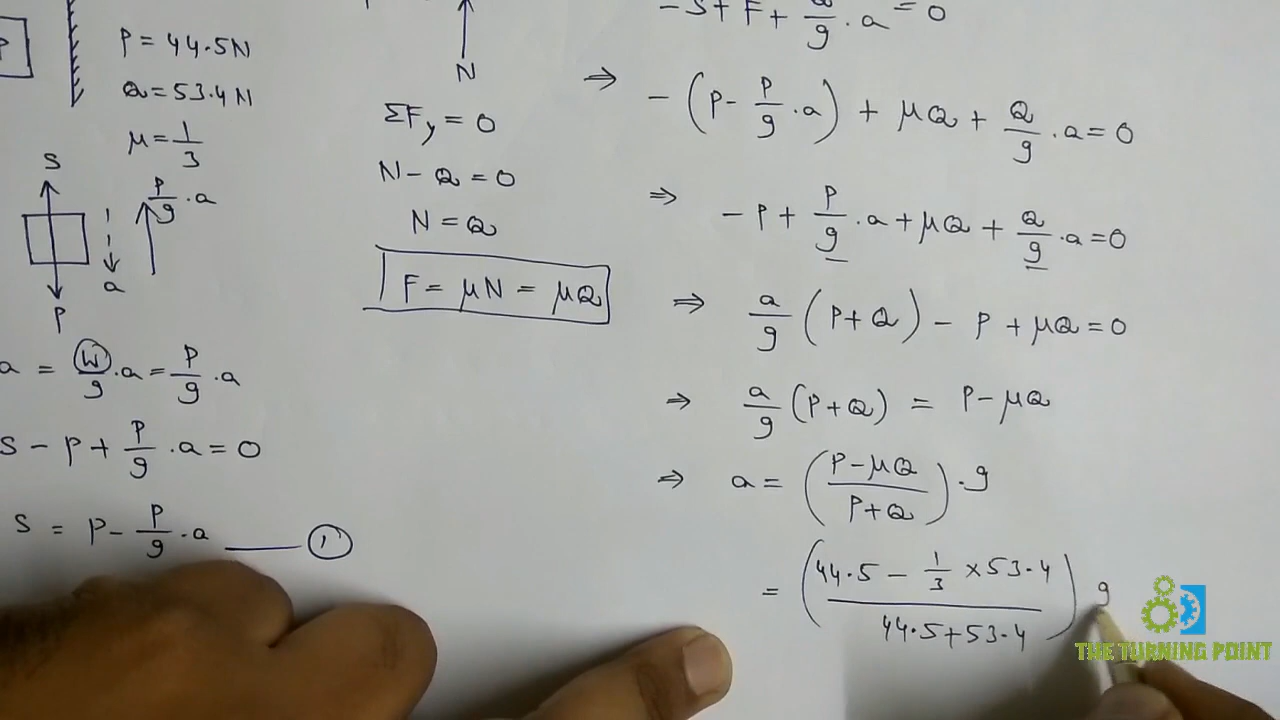 P
P = 44.5N
Q = 53.4N
μ = 1/3
S
P/g . a
a
P
a = W/g . a = P/g . a
S - P + P/g . a = 0
S = P - P/g . a —— 1
N
ΣFy = 0
N - Q = 0
N = Q
F = μN = μQ
- S + F + Q/g . a = 0
⇒ - (P - P/g . a) + μQ + Q/g . a = 0
⇒ - P + P/g . a + μQ + Q/g . a = 0
⇒ a/g (P + Q) - P + μQ = 0
⇒ a/g (P + Q) = P - μQ
⇒ a = (P - μQ / P + Q) . g
= (44.5 - 1/3 × 53.4 / 44.5 + 53.4) g
THE TURNING POINT